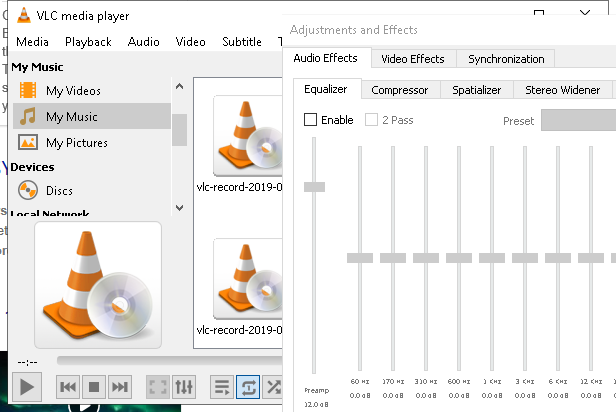 VLC media player
Media Playback Audio Video Subtitle T
My Music
My Videos
My Music
My Pictures
Devices
Discs
Local Network
vlc-record-2019-0
vlc-record-2019-0
--:--
Adjustments and Effects
Audio Effects Video Effects Synchronization
Equalizer Compressor Spatializer Stereo Widener
Enable 2 Pass Preset
60 Hz 170 Hz 310 Hz 600 Hz 1 KHz 3 KHz 6 KHz 12 KHz
Preamp 0.0 dB 0.0 dB 0.0 dB 0.0 dB 0.0 dB 0.0 dB 0.0 dB 0.0 dB
12.0 dB